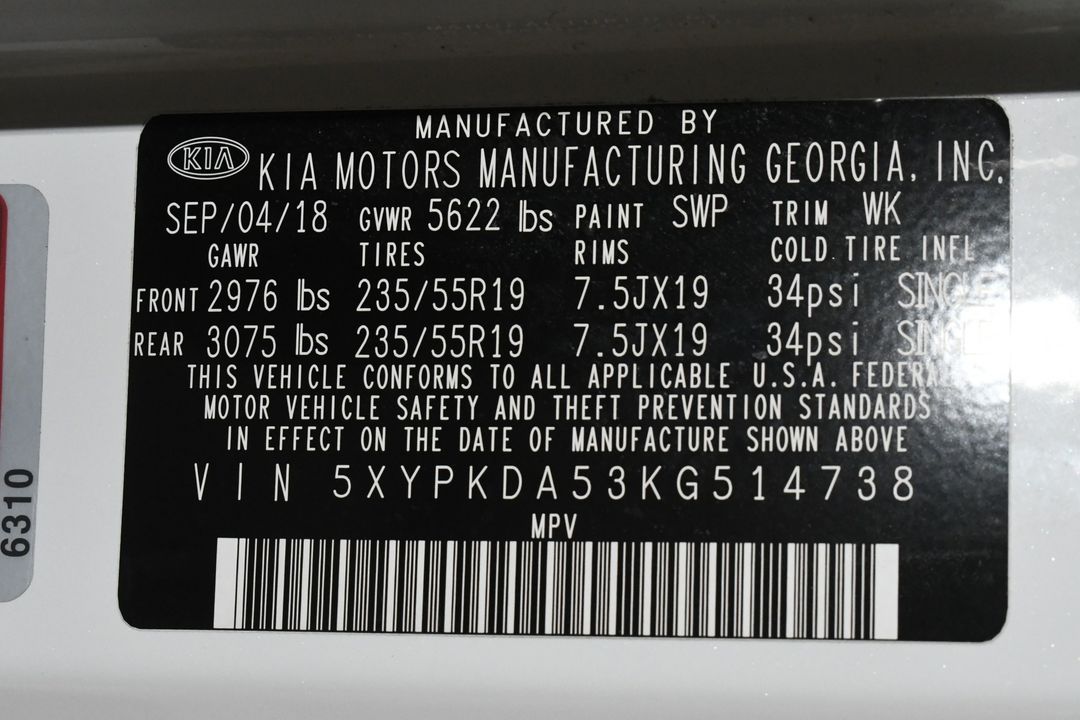 MANUFACTURED BY
KIA KIA MOTORS MANUFACTURING GEORGIA, INC.
SEP/04/18 GVWR 5622 lbs PAINT SWP TRIM WK
GAWR TIRES RIMS COLD TIRE INFL
FRONT 2976 lbs 235/55R19 7.5JX19 34psi SINGLE
REAR 3075 lbs 235/55R19 7.5JX19 34psi SINGLE
THIS VEHICLE CONFORMS TO ALL APPLICABLE U.S.A. FEDERAL
MOTOR VEHICLE SAFETY AND THEFT PREVENTION STANDARDS
IN EFFECT ON THE DATE OF MANUFACTURE SHOWN ABOVE
VIN 5XYPKDA53KG514738
MPV
6310